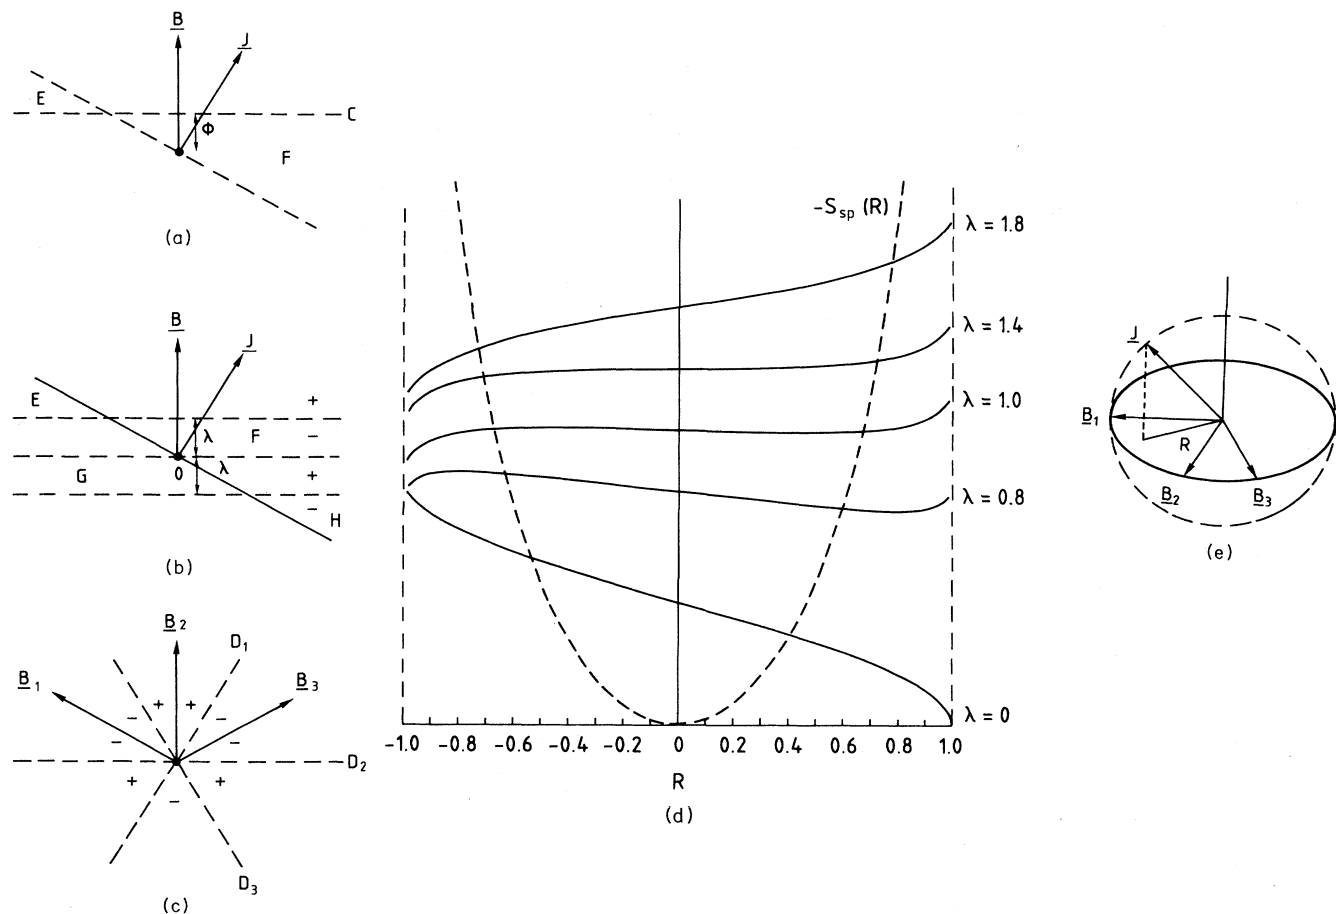 B
J
E
C
Φ
F
(a)
B
J
E
+
λ
F
−
0
λ
G
+
−
H
(b)
B₂
D₁
B₁
B₃
+ +
− −
− −
D₂
+ +
−
D₃
(c)
-S_sp (R)
λ = 1.8
λ = 1.4
λ = 1.0
λ = 0.8
λ = 0
-1.0 -0.8 -0.6 -0.4 -0.2 0 0.2 0.4 0.6 0.8 1.0
R
(d)
J
B₁
R
B₂ B₃
(e)